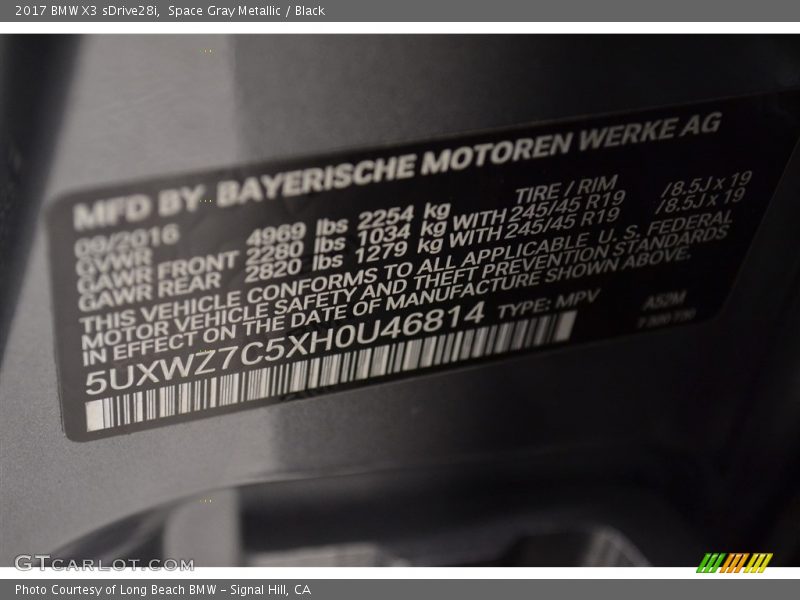 2017 BMW X3 sDrive28i, Space Gray Metallic / Black
MFD BY BAYERISCHE MOTOREN WERKE AG
09/2016 TIRE / RIM
GVWR 4969 lbs 2254 kg
GAWR FRONT 2280 lbs 1034 kg WITH 245/45 R19 /8.5J x 19
GAWR REAR 2820 lbs 1279 kg WITH 245/45 R19 /8.5J x 19
THIS VEHICLE CONFORMS TO ALL APPLICABLE U. S. FEDERAL
MOTOR VEHICLE SAFETY AND THEFT PREVENTION STANDARDS
IN EFFECT ON THE DATE OF MANUFACTURE SHOWN ABOVE.
5UXWZ7C5XH0U46814 TYPE: MPV A52M
GTCARLOT.COM
Photo Courtesy of Long Beach BMW - Signal Hill, CA